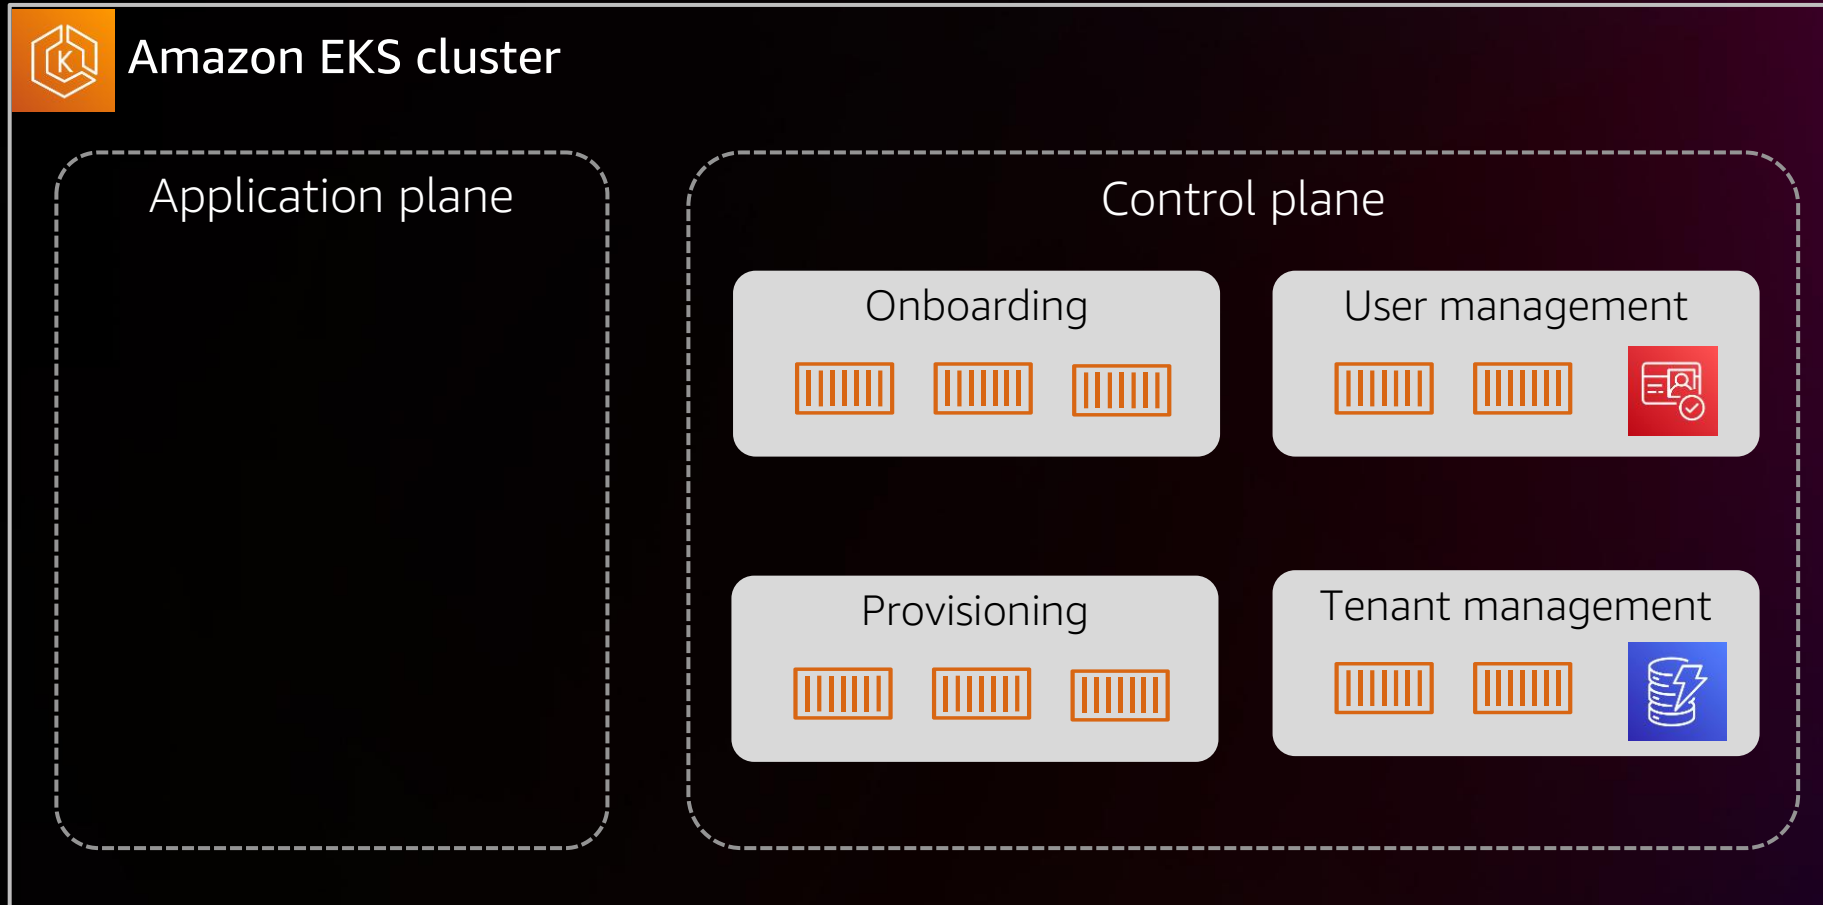 K
Amazon EKS cluster
Application plane
Control plane
Onboarding
User management
Provisioning
Tenant management